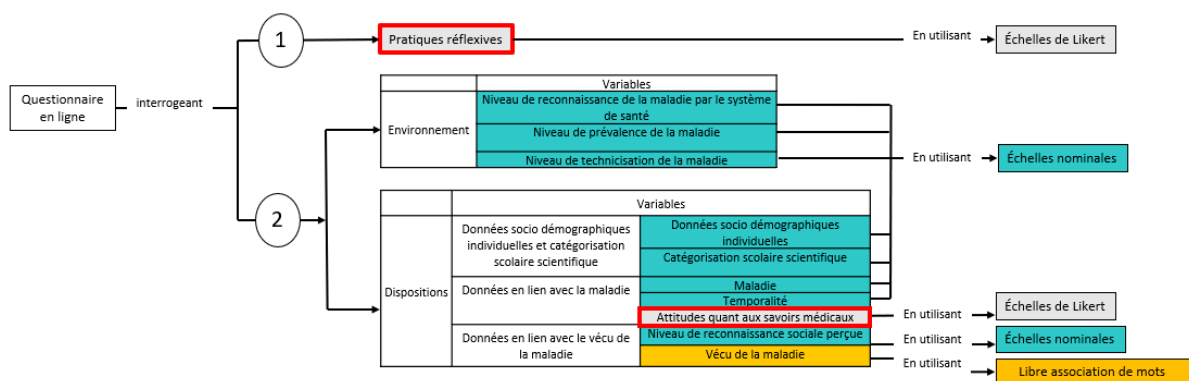 1
Pratiques réflexives
En utilisant
Échelles de Likert
Questionnaire
en ligne
interrogeant
Variables
Environnement
Niveau de reconnaissance de la maladie par le système
de santé
Niveau de prévalence de la maladie
Niveau de technicisation de la maladie
En utilisant
Échelles nominales
2
Variables
Dispositions
Données socio démographiques
individuelles et catégorisation
scolaire scientifique
Données socio démographiques
individuelles
Catégorisation scolaire scientifique
Données en lien avec la maladie
Maladie
Temporalité
Attitudes quant aux savoirs médicaux
En utilisant
Échelles de Likert
Données en lien avec le vécu de
la maladie
Niveau de reconnaissance sociale perçue
En utilisant
Échelles nominales
Vécu de la maladie
En utilisant
Libre association de mots